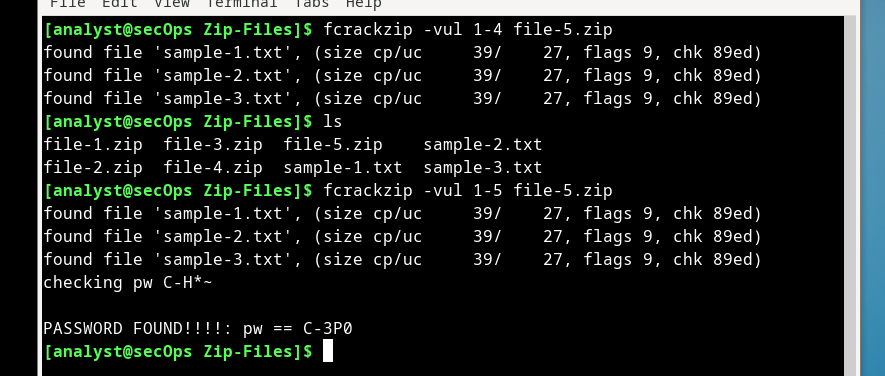 File Edit View Terminal Tabs Help
[analyst@secOps Zip-Files]$ fcrackzip -vul 1-4 file-5.zip
found file 'sample-1.txt', (size cp/uc     39/    27, flags 9, chk 89ed)
found file 'sample-2.txt', (size cp/uc     39/    27, flags 9, chk 89ed)
found file 'sample-3.txt', (size cp/uc     39/    27, flags 9, chk 89ed)
[analyst@secOps Zip-Files]$ ls
file-1.zip  file-3.zip  file-5.zip    sample-2.txt
file-2.zip  file-4.zip  sample-1.txt  sample-3.txt
[analyst@secOps Zip-Files]$ fcrackzip -vul 1-5 file-5.zip
found file 'sample-1.txt', (size cp/uc     39/    27, flags 9, chk 89ed)
found file 'sample-2.txt', (size cp/uc     39/    27, flags 9, chk 89ed)
found file 'sample-3.txt', (size cp/uc     39/    27, flags 9, chk 89ed)
checking pw C-H*~
PASSWORD FOUND!!!!: pw == C-3P0
[analyst@secOps Zip-Files]$